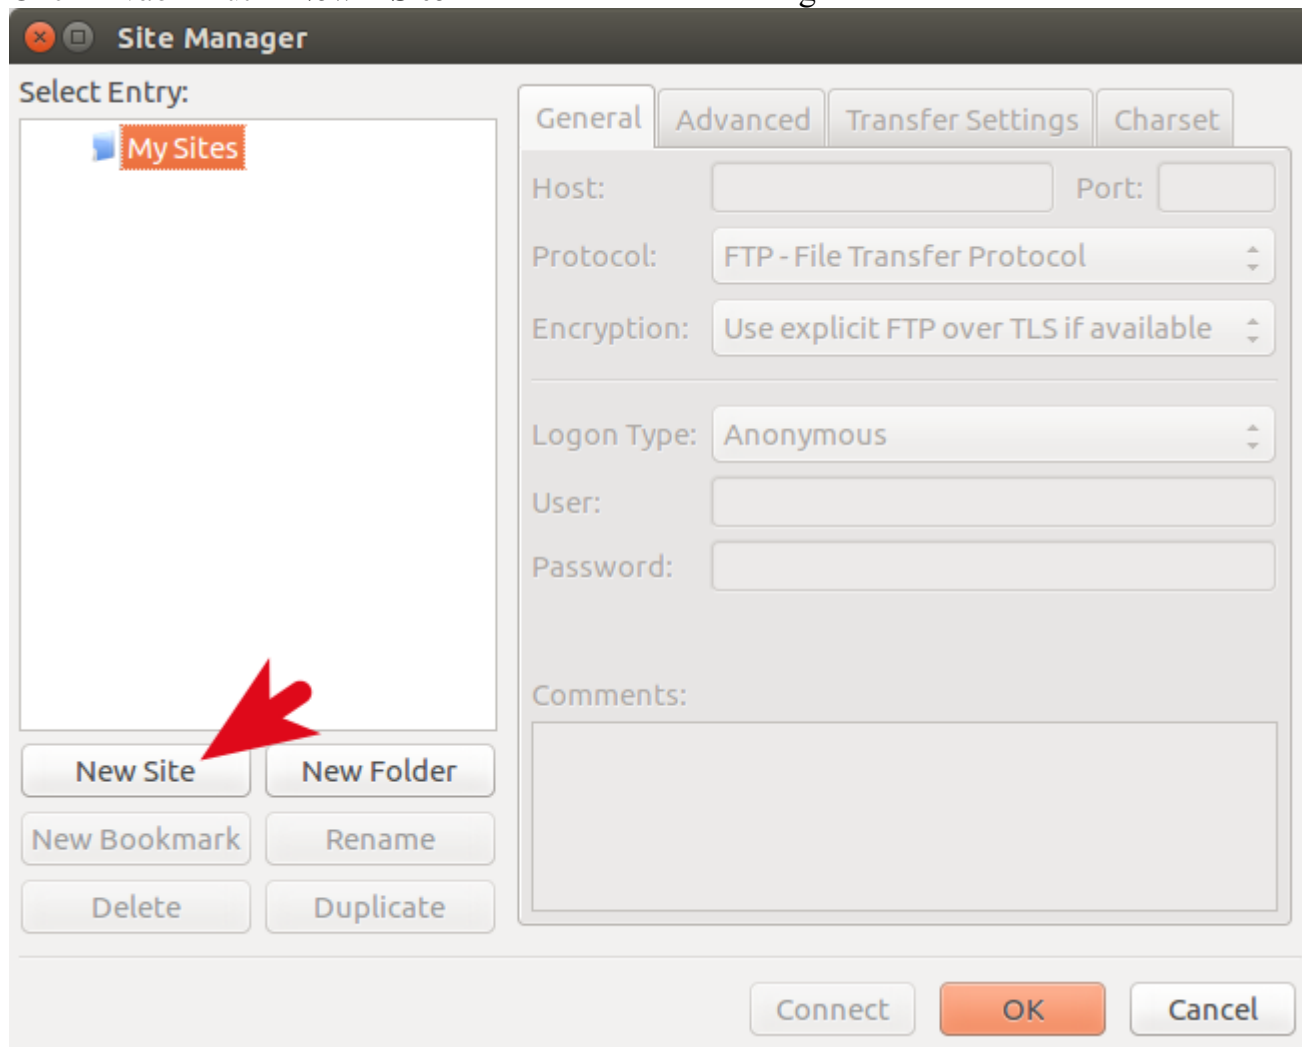 Site Manager
Select Entry:
My Sites
New Site
New Folder
New Bookmark
Rename
Delete
Duplicate
General
Advanced
Transfer Settings
Charset
Host:
Port:
Protocol:
FTP - File Transfer Protocol
Encryption:
Use explicit FTP over TLS if available
Logon Type:
Anonymous
User:
Password:
Comments:
Connect
OK
Cancel